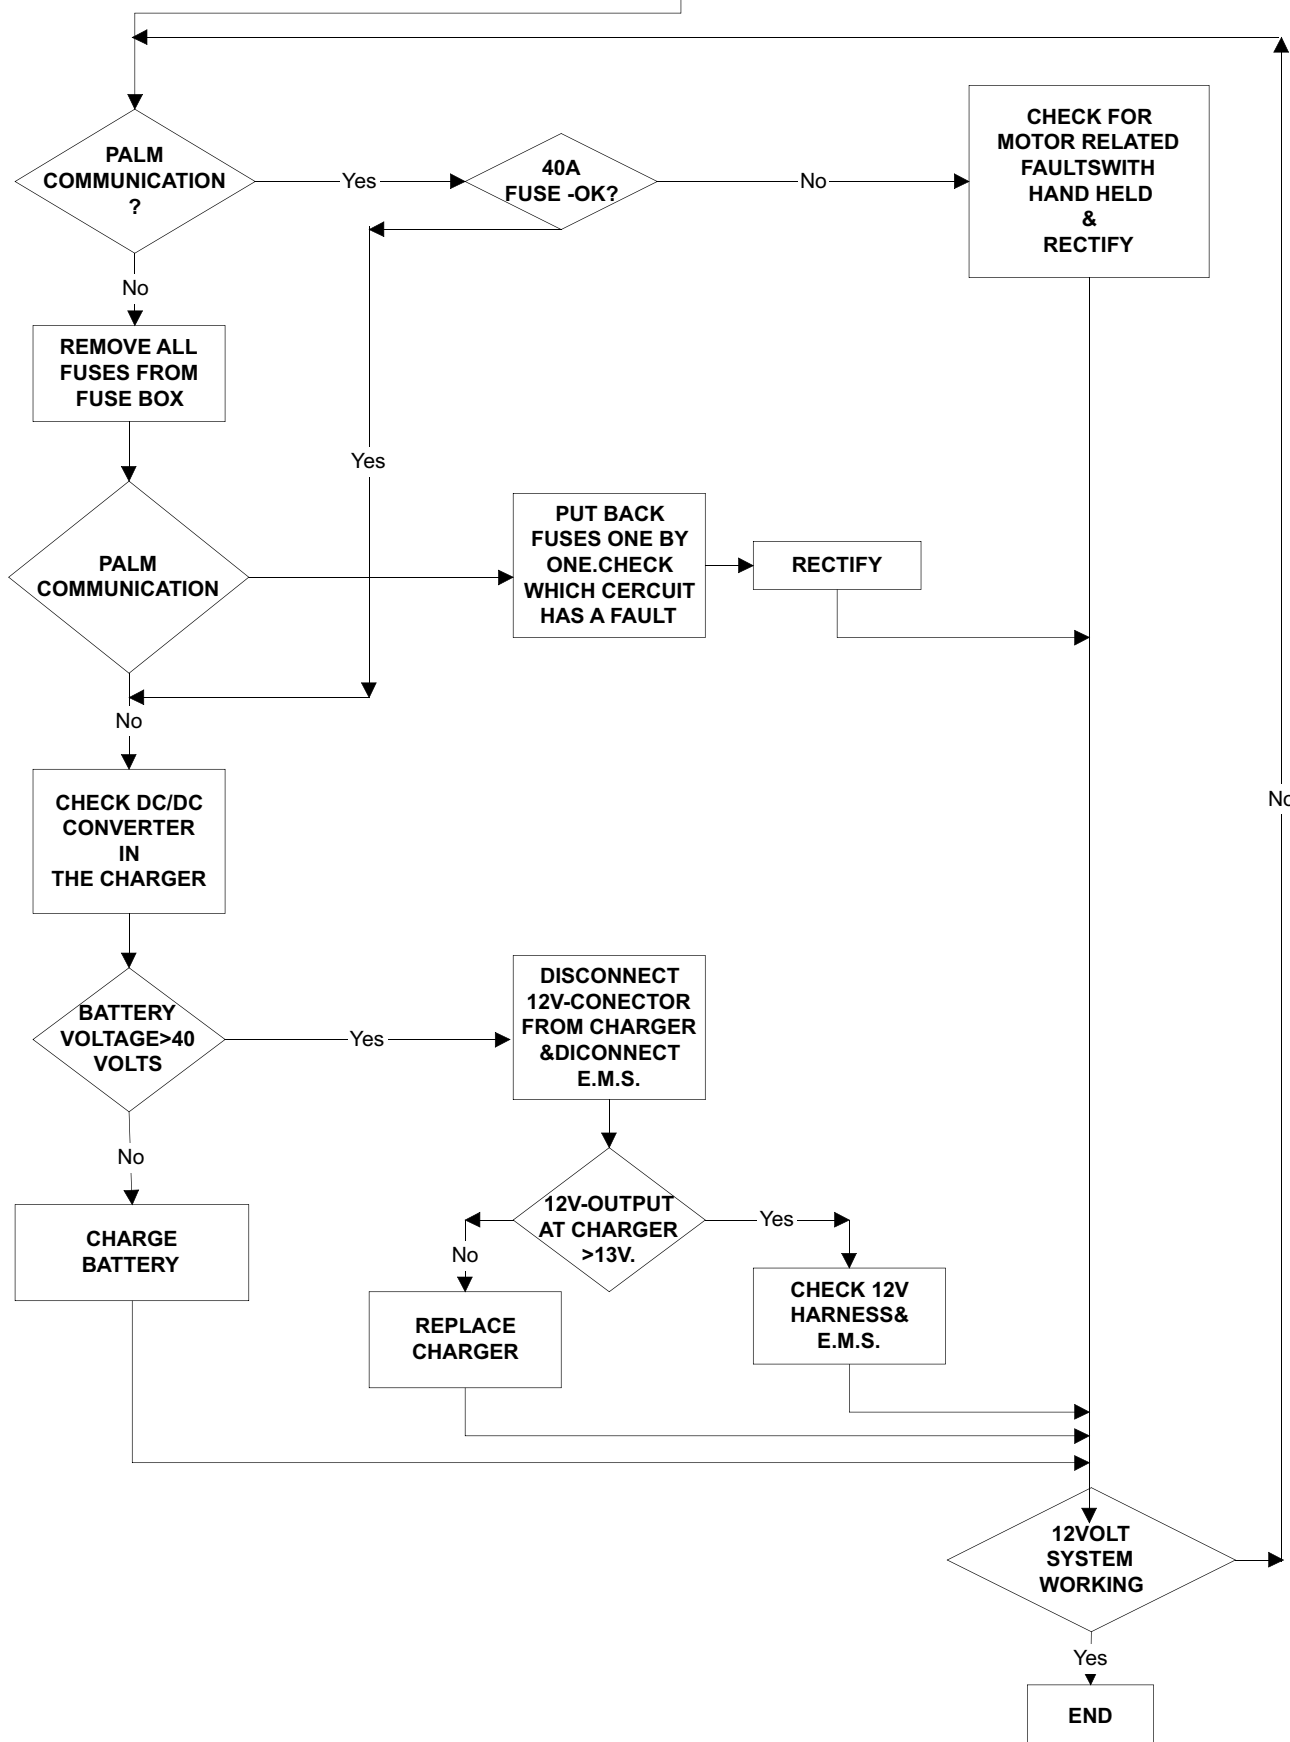 PALM
COMMUNICATION
?
Yes
40A
FUSE -OK?
No
CHECK FOR
MOTOR RELATED
FAULTSWITH
HAND HELD
&
RECTIFY
No
REMOVE ALL
FUSES FROM
FUSE BOX
Yes
PALM
COMMUNICATION
PUT BACK
FUSES ONE BY
ONE.CHECK
WHICH CERCUIT
HAS A FAULT
RECTIFY
No
CHECK DC/DC
CONVERTER
IN
THE CHARGER
No
BATTERY
VOLTAGE>40
VOLTS
Yes
DISCONNECT
12V-CONECTOR
FROM CHARGER
&DICONNECT
E.M.S.
No
CHARGE
BATTERY
12V-OUTPUT
AT CHARGER
>13V.
No
Yes
REPLACE
CHARGER
CHECK 12V
HARNESS&
E.M.S.
12VOLT
SYSTEM
WORKING
Yes
END